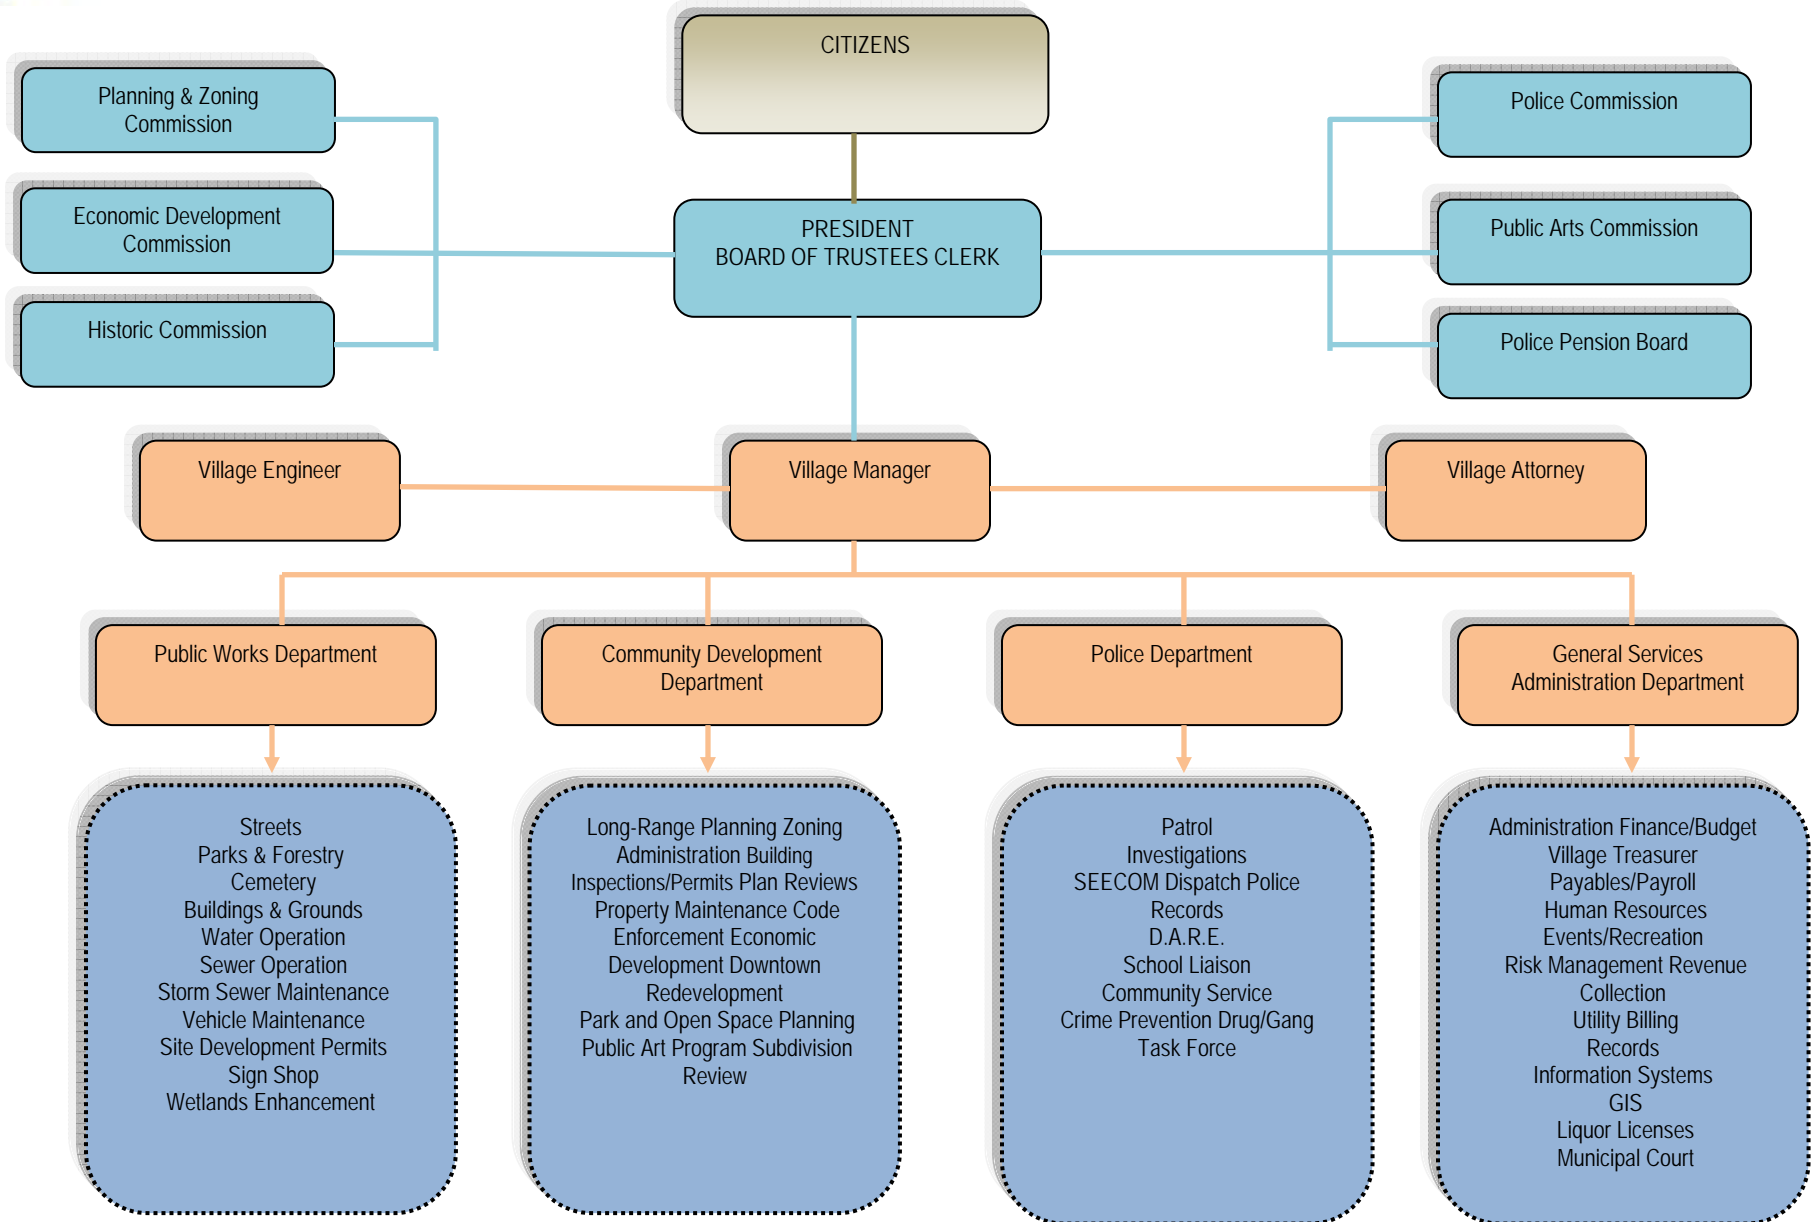 CITIZENS
Planning & Zoning
Commission
Police Commission
Economic Development
Commission
PRESIDENT
BOARD OF TRUSTEES CLERK
Public Arts Commission
Historic Commission
Police Pension Board
Village Engineer
Village Manager
Village Attorney
Public Works Department
Community Development
Department
Police Department
General Services
Administration Department
Streets
Parks & Forestry
Cemetery
Buildings & Grounds
Water Operation
Sewer Operation
Storm Sewer Maintenance
Vehicle Maintenance
Site Development Permits
Sign Shop
Wetlands Enhancement
Long-Range Planning Zoning
Administration Building
Inspections/Permits Plan Reviews
Property Maintenance Code
Enforcement Economic
Development Downtown
Redevelopment
Park and Open Space Planning
Public Art Program Subdivision
Review
Patrol
Investigations
SEECOM Dispatch Police
Records
D.A.R.E.
School Liaison
Community Service
Crime Prevention Drug/Gang
Task Force
Administration Finance/Budget
Village Treasurer
Payables/Payroll
Human Resources
Events/Recreation
Risk Management Revenue
Collection
Utility Billing
Records
Information Systems
GIS
Liquor Licenses
Municipal Court